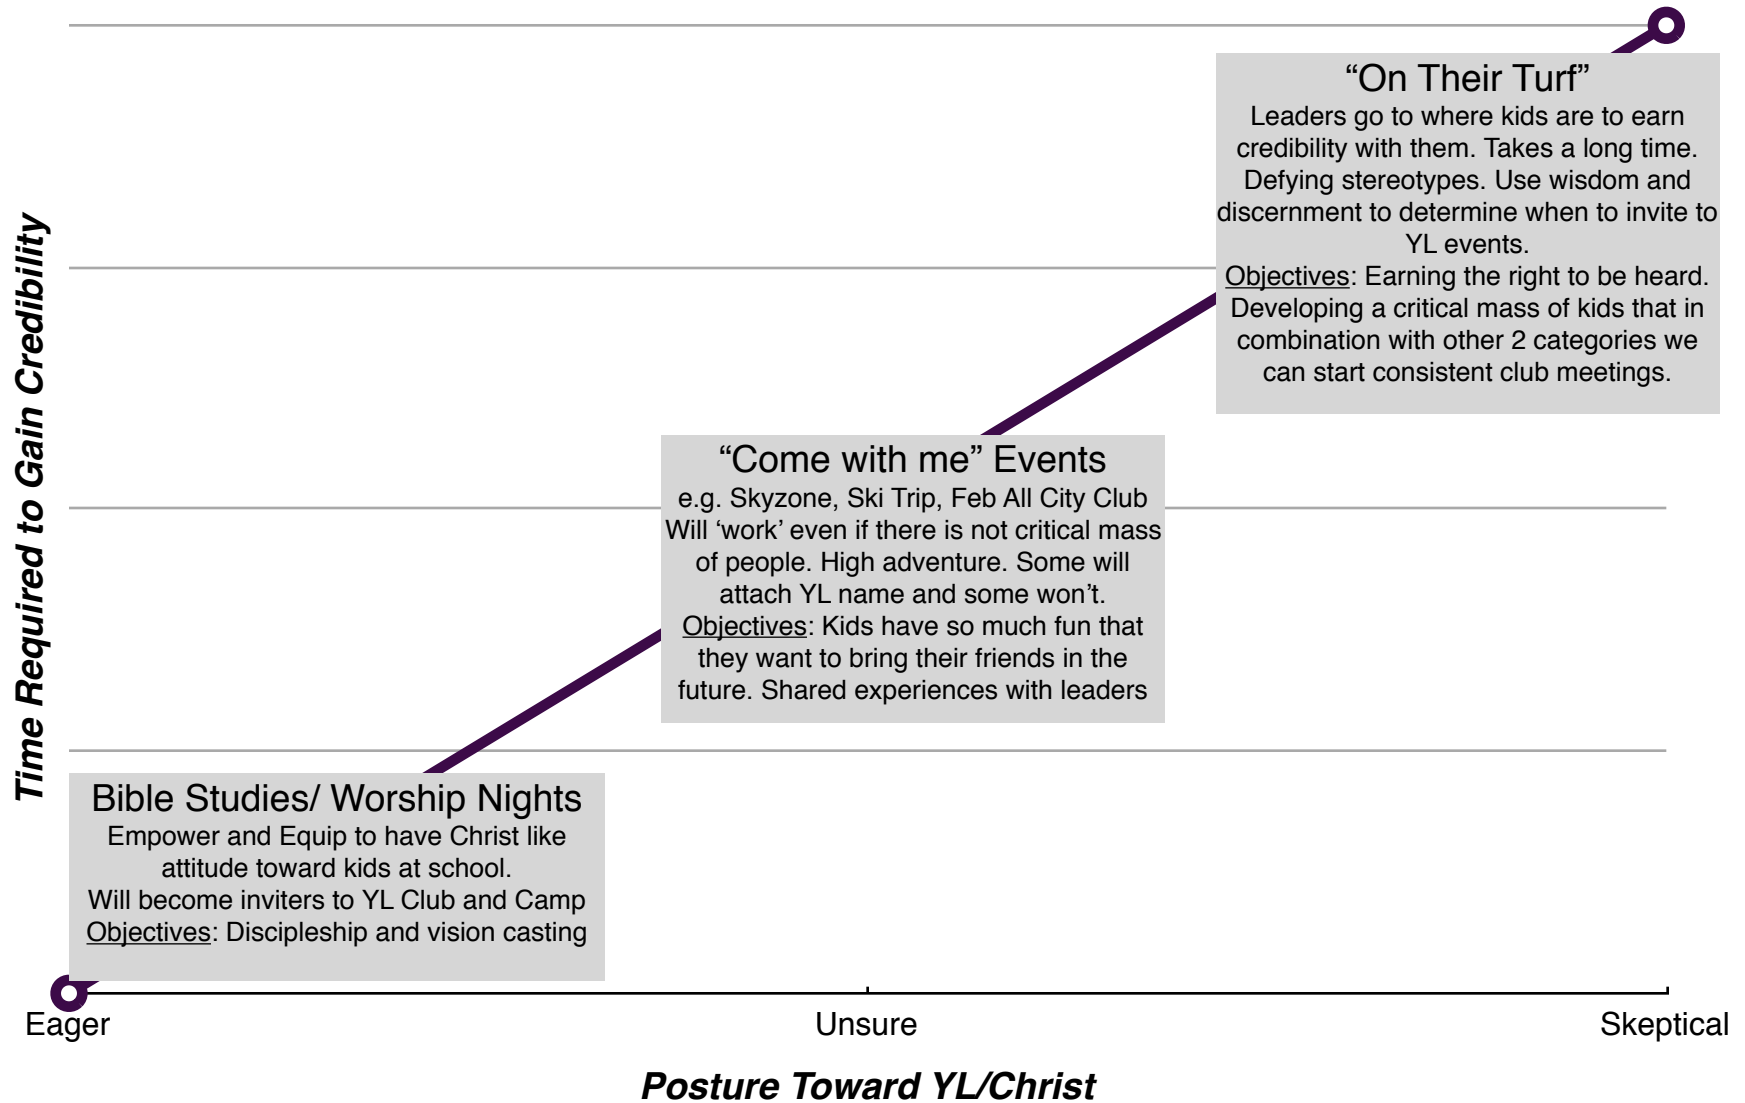 “On Their Turf”
Leaders go to where kids are to earn
credibility with them. Takes a long time.
Defying stereotypes. Use wisdom and
discernment to determine when to invite to
YL events.
Objectives: Earning the right to be heard.
Developing a critical mass of kids that in
combination with other 2 categories we
can start consistent club meetings.
Time Required to Gain Credibility
“Come with me” Events
e.g. Skyzone, Ski Trip, Feb All City Club
Will ‘work’ even if there is not critical mass
of people. High adventure. Some will
attach YL name and some won’t.
Objectives: Kids have so much fun that
they want to bring their friends in the
future. Shared experiences with leaders
Bible Studies/ Worship Nights
Empower and Equip to have Christ like
attitude toward kids at school.
Will become inviters to YL Club and Camp
Objectives: Discipleship and vision casting
Eager
Unsure
Skeptical
Posture Toward YL/Christ